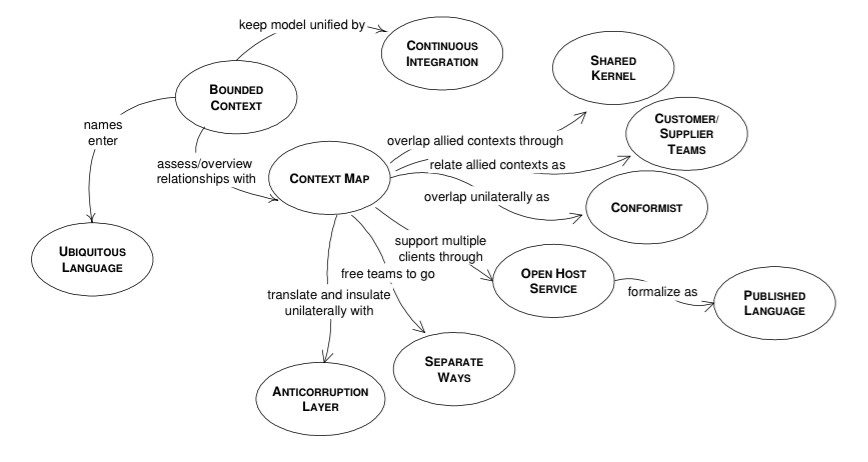 keep model unified by
CONTINUOUS
INTEGRATION
SHARED
KERNEL
BOUNDED
CONTEXT
CUSTOMER/
SUPPLIER
TEAMS
names
enter
overlap allied contexts through
assess/overview
relationships with
relate allied contexts as
CONTEXT MAP
overlap unilaterally as
CONFORMIST
UBIQUITOUS
LANGUAGE
support multiple
clients through
OPEN HOST
SERVICE
free teams to go
formalize as
PUBLISHED
LANGUAGE
translate and insulate
unilaterally with
SEPARATE
WAYS
ANTICORRUPTION
LAYER